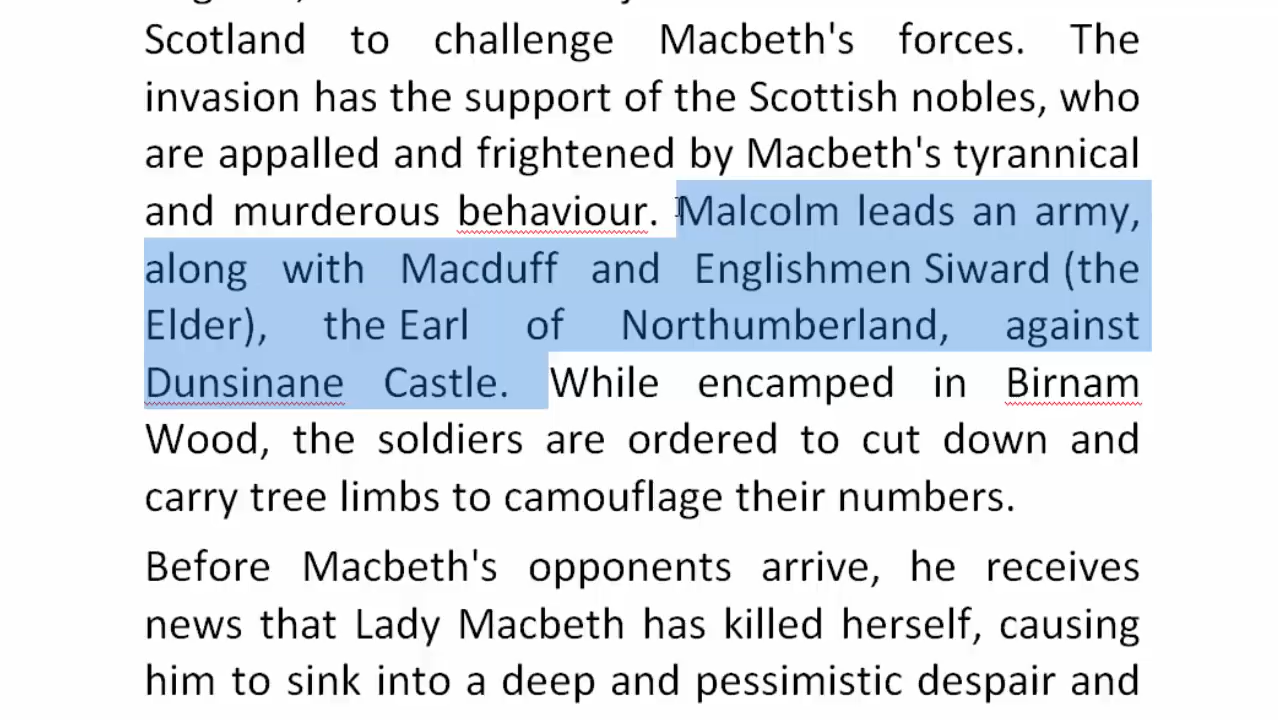 Scotland to challenge Macbeth's forces. The
invasion has the support of the Scottish nobles, who
are appalled and frightened by Macbeth's tyrannical
and murderous behaviour. Malcolm leads an army,
along with Macduff and Englishmen Siward (the
Elder), the Earl of Northumberland, against
Dunsinane Castle. While encamped in Birnam
Wood, the soldiers are ordered to cut down and
carry tree limbs to camouflage their numbers.
Before Macbeth's opponents arrive, he receives
news that Lady Macbeth has killed herself, causing
him to sink into a deep and pessimistic despair and